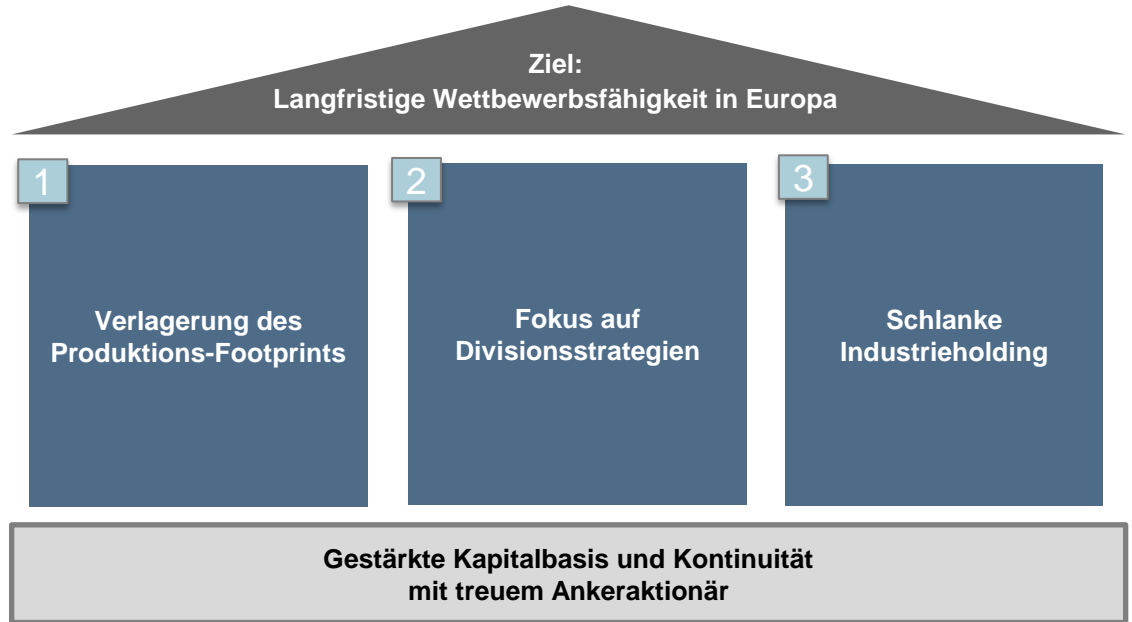 Ziel:
Langfristige Wettbewerbsfähigkeit in Europa
1
Verlagerung des
Produktions-Footprints
2
Fokus auf
Divisionsstrategien
3
Schlanke
Industrieholding
Gestärkte Kapitalbasis und Kontinuität
mit treuem Ankeraktionär